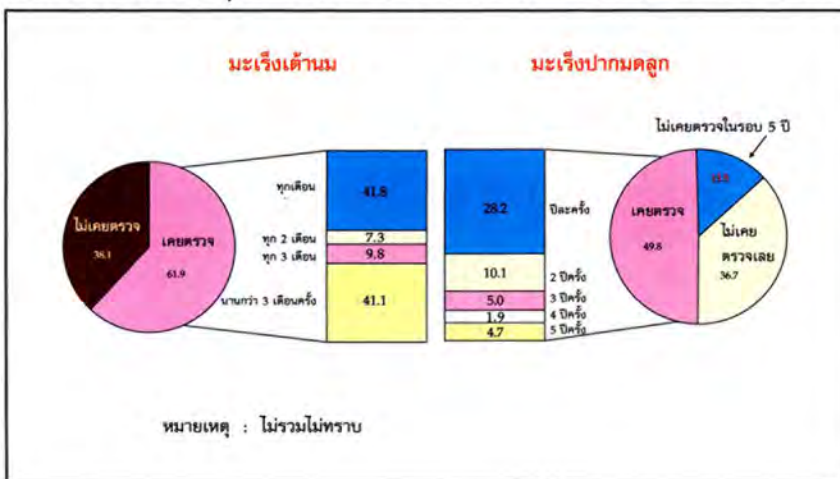 มะเร็งเต้านม
มะเร็งปากมดลูก
ไม่เคยตรวจ
38.1
เคยตรวจ
61.9
ทุกเดือน
41.8
ทุก 2 เดือน
7.3
ทุก 3 เดือน
9.8
นานกว่า 3 เดือนครั้ง
41.1
28.2
ปีละครั้ง
10.1
2 ปีครั้ง
5.0
3 ปีครั้ง
1.9
4 ปีครั้ง
4.7
5 ปีครั้ง
ไม่เคยตรวจในรอบ 5 ปี
เคยตรวจ
49.8
ไม่เคย
ตรวจเลย
36.7
หมายเหตุ : ไม่รวมไม่ทราบ